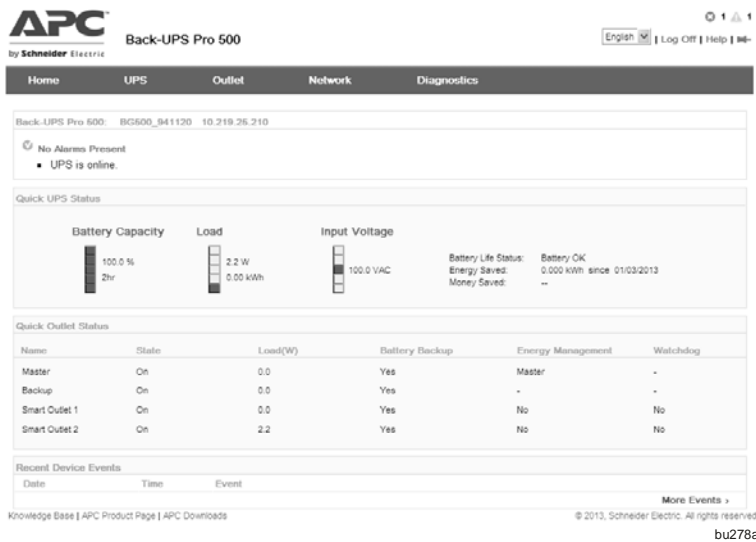 APC
by Schneider Electric
Back-UPS Pro 500
1 1
English | Log Off | Help |
Home UPS Outlet Network Diagnostics
Back-UPS Pro 500: BG500_941120 10.219.25.210
No Alarms Present
UPS is online.
Quick UPS Status
Battery Capacity Load Input Voltage
100.0 % 2.2 W 100.0 VAC
2hr 0.00 kWh
Battery Life Status: Battery OK
Energy Saved: 0.000 kWh since 01/03/2013
Money Saved: --
Quick Outlet Status
Name State Load(W) Battery Backup Energy Management Watchdog
Master On 0.0 Yes Master -
Backup On 0.0 Yes - -
Smart Outlet 1 On 0.0 Yes No No
Smart Outlet 2 On 2.2 Yes No No
Recent Device Events
Date Time Event
More Events ›
Knowledge Base | APC Product Page | APC Downloads
© 2013, Schneider Electric. All rights reserved
bu278a